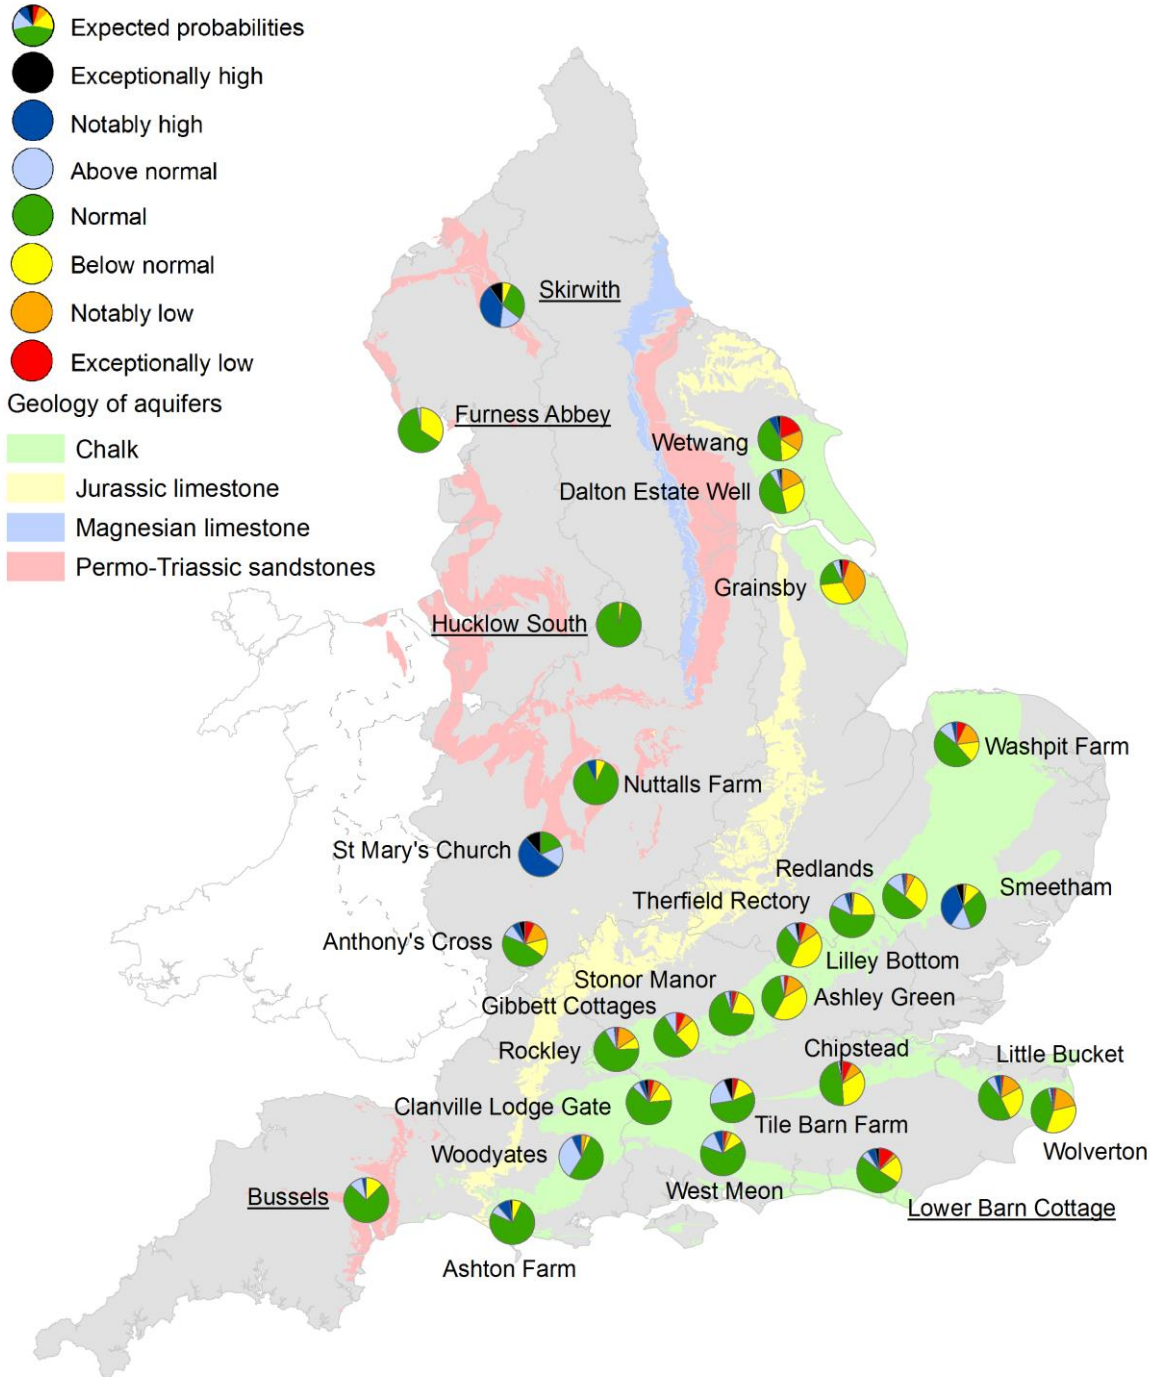 Expected probabilities
Exceptionally high
Notably high
Above normal
Normal
Below normal
Notably low
Exceptionally low
Geology of aquifers
Chalk
Jurassic limestone
Magnesian limestone
Permo-Triassic sandstones
Skirwith
Furness Abbey
Wetwang
Dalton Estate Well
Grainsby
Hucklow South
Washpit Farm
Nuttalls Farm
St Mary's Church
Redlands
Smeetham
Therfield Rectory
Anthony's Cross
Lilley Bottom
Stonor Manor
Ashley Green
Gibbett Cottages
Rockley
Chipstead
Little Bucket
Clanville Lodge Gate
Tile Barn Farm
Wolverton
Woodyates
West Meon
Bussels
Lower Barn Cottage
Ashton Farm